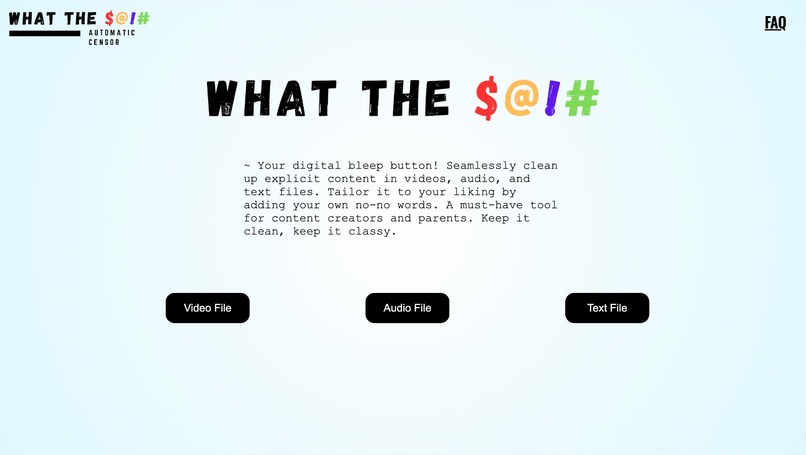 WHAT THE $@!#
AUTOMATIC
CENSOR
FAQ
WHAT THE $@!#
~ Your digital bleep button! Seamlessly clean
up explicit content in videos, audio, and
text files. Tailor it to your liking by
adding your own no-no words. A must-have tool
for content creators and parents. Keep it
clean, keep it classy.
Video File
Audio File
Text File